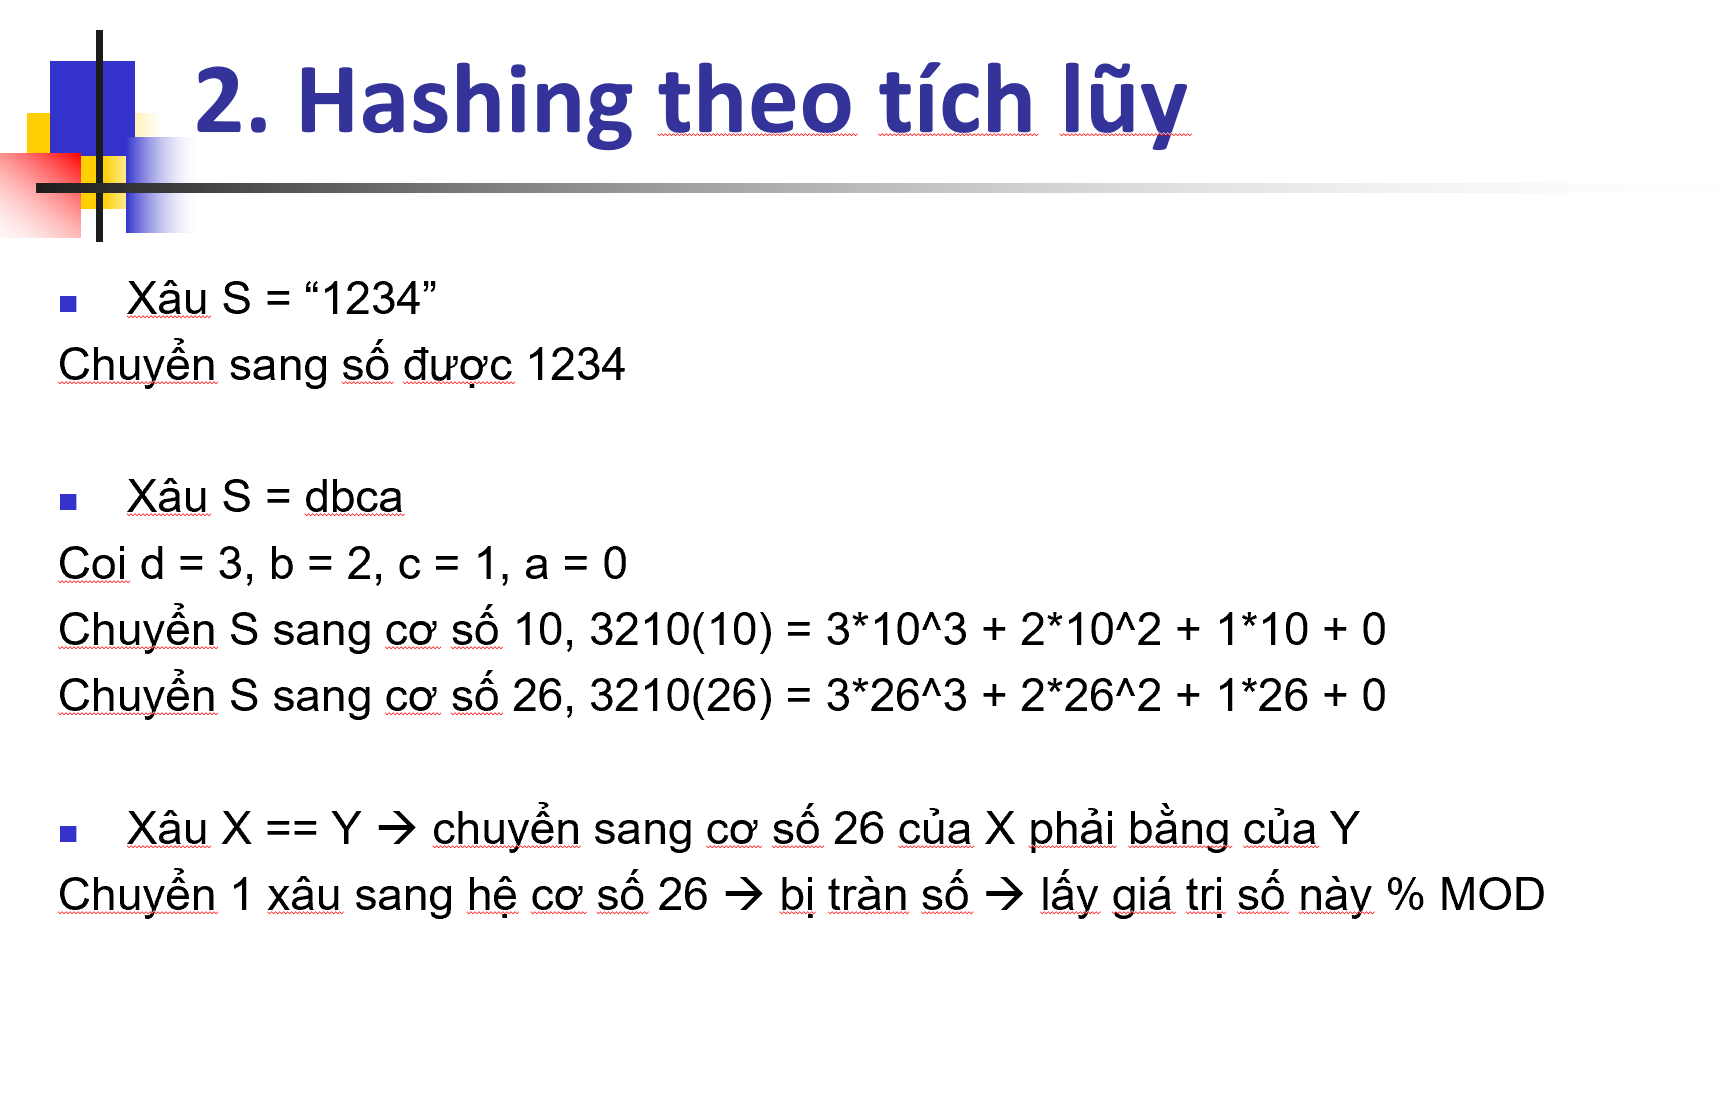 2. Hashing theo tích lũy
Xâu S = “1234”
Chuyển sang số được 1234
Xâu S = dbca
Coi d = 3, b = 2, c = 1, a = 0
Chuyển S sang cơ số 10, 3210(10) = 3*10^3 + 2*10^2 + 1*10 + 0
Chuyển S sang cơ số 26, 3210(26) = 3*26^3 + 2*26^2 + 1*26 + 0
Xâu X == Y → chuyển sang cơ số 26 của X phải bằng của Y
Chuyển 1 xâu sang hệ cơ số 26 → bị tràn số → lấy giá trị số này % MOD